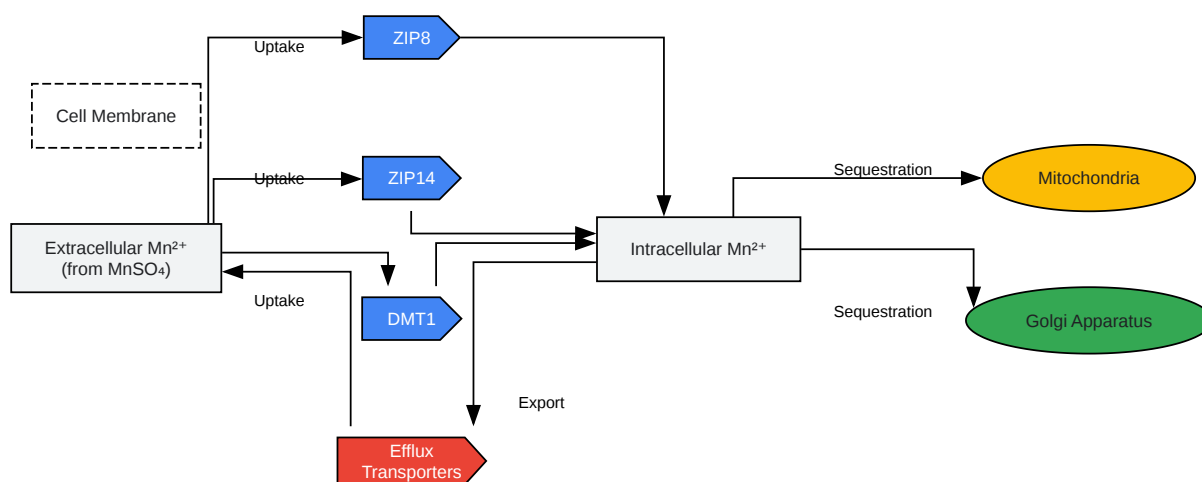 Uptake
ZIP8
Cell Membrane
Uptake
ZIP14
Sequestration
Mitochondria
Extracellular Mn²⁺
(from MnSO₄)
Intracellular Mn²⁺
Uptake
DMT1
Sequestration
Golgi Apparatus
Export
Efflux
Transporters